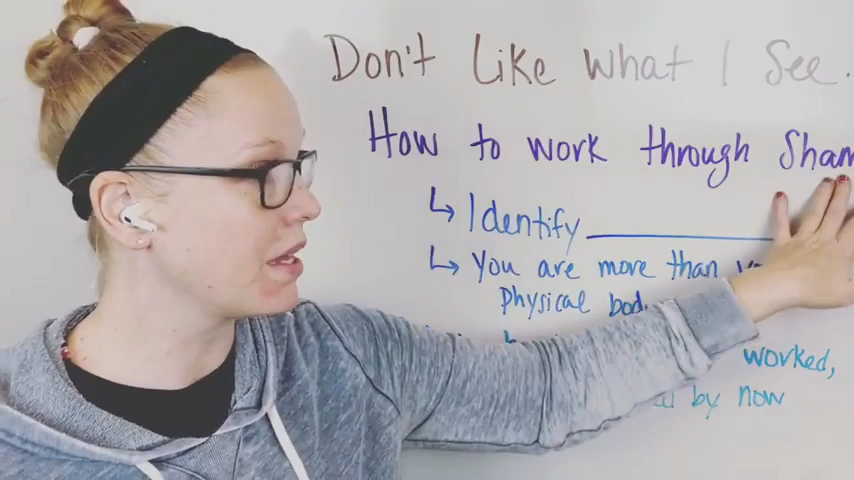 Don't Like What I See.
How to work through Sham
↳ Identify
↳ You are more than
physical bod
worked,
by now